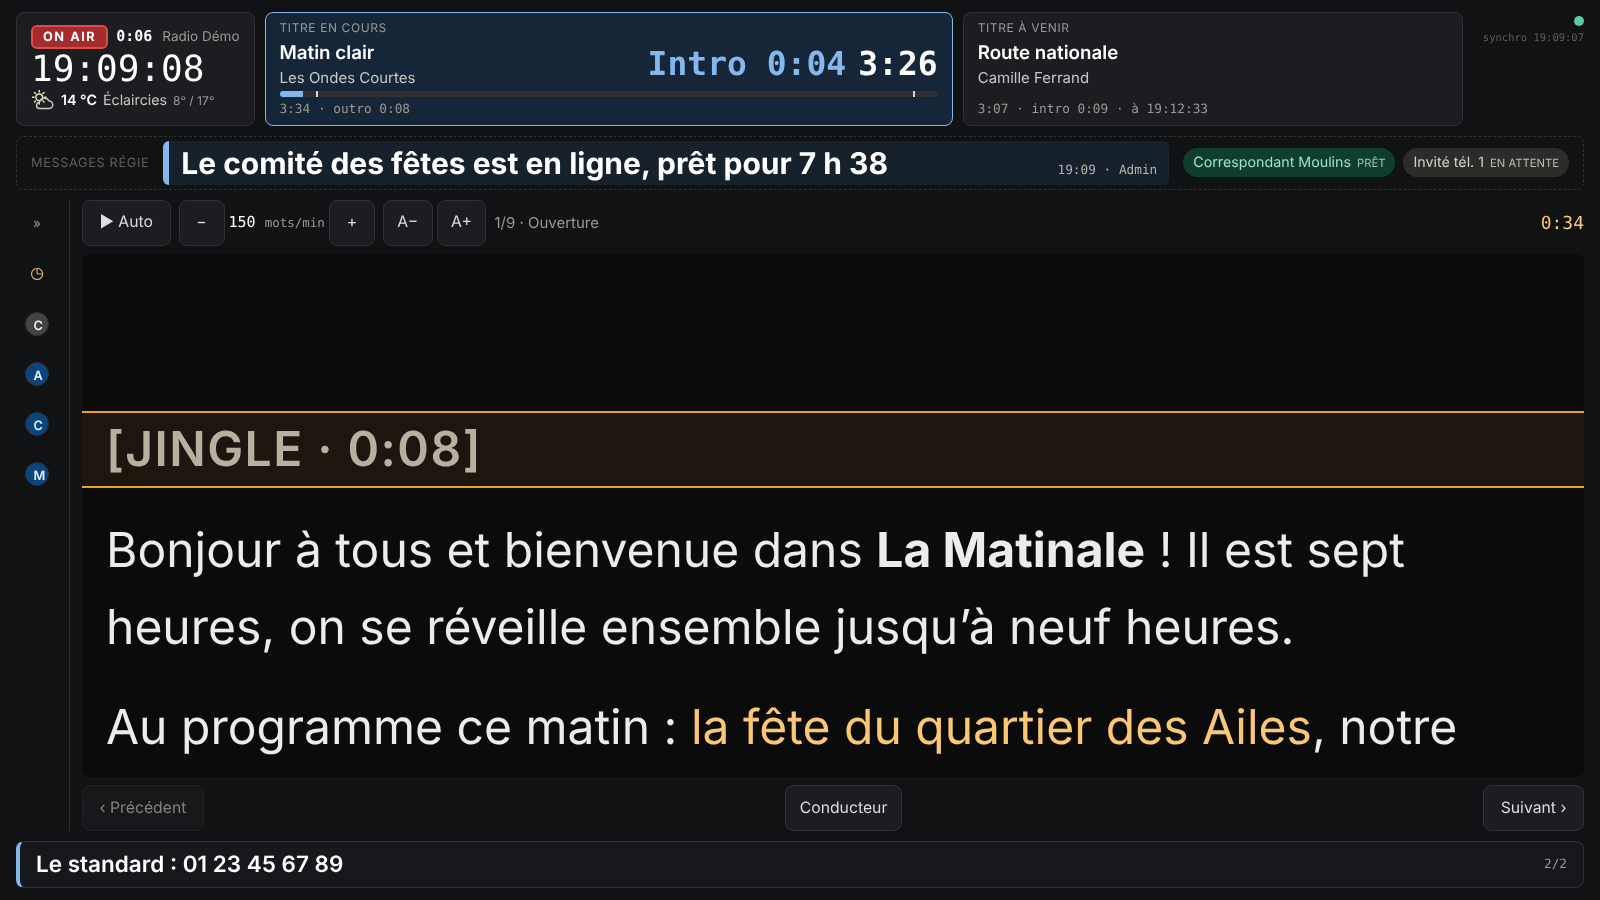 ON AIR 0:06 Radio Démo
19:09:08
14 °C Éclaircies 8° / 17°
TITRE EN COURS
Matin clair
Les Ondes Courtes
Intro 0:04 3:26
3:34 · outro 0:08
TITRE À VENIR
Route nationale
Camille Ferrand
3:07 · intro 0:09 · à 19:12:33
synchro 19:09:07
MESSAGES RÉGIE
Le comité des fêtes est en ligne, prêt pour 7 h 38
19:09 · Admin
Correspondant Moulins PRÊT
Invité tél. 1 EN ATTENTE
»
C
A
C
M
▶ Auto
− 150 mots/min +
A− A+
1/9 · Ouverture
0:34
[JINGLE · 0:08]
Bonjour à tous et bienvenue dans La Matinale ! Il est sept
heures, on se réveille ensemble jusqu’à neuf heures.
Au programme ce matin : la fête du quartier des Ailes, notre
‹ Précédent
Conducteur
Suivant ›
Le standard : 01 23 45 67 89
2/2